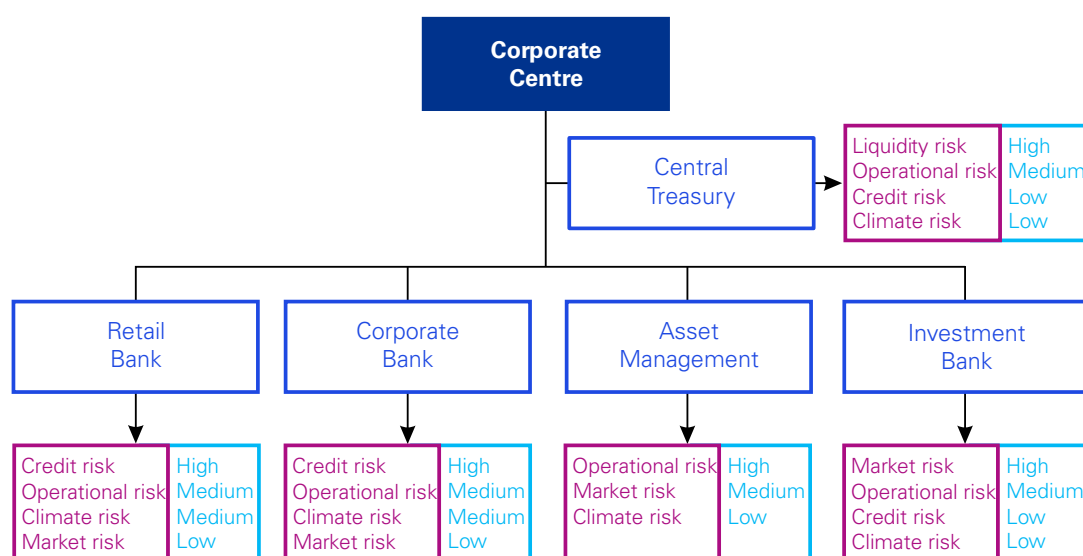 Corporate
Centre
Central
Treasury
Liquidity risk High
Operational risk Medium
Credit risk Low
Climate risk Low
Retail
Bank
Corporate
Bank
Asset
Management
Investment
Bank
Credit risk High
Operational risk Medium
Climate risk Medium
Market risk Low
Credit risk High
Operational risk Medium
Climate risk Medium
Market risk Low
Operational risk High
Market risk Medium
Climate risk Low
Market risk High
Operational risk Medium
Credit risk Low
Climate risk Low